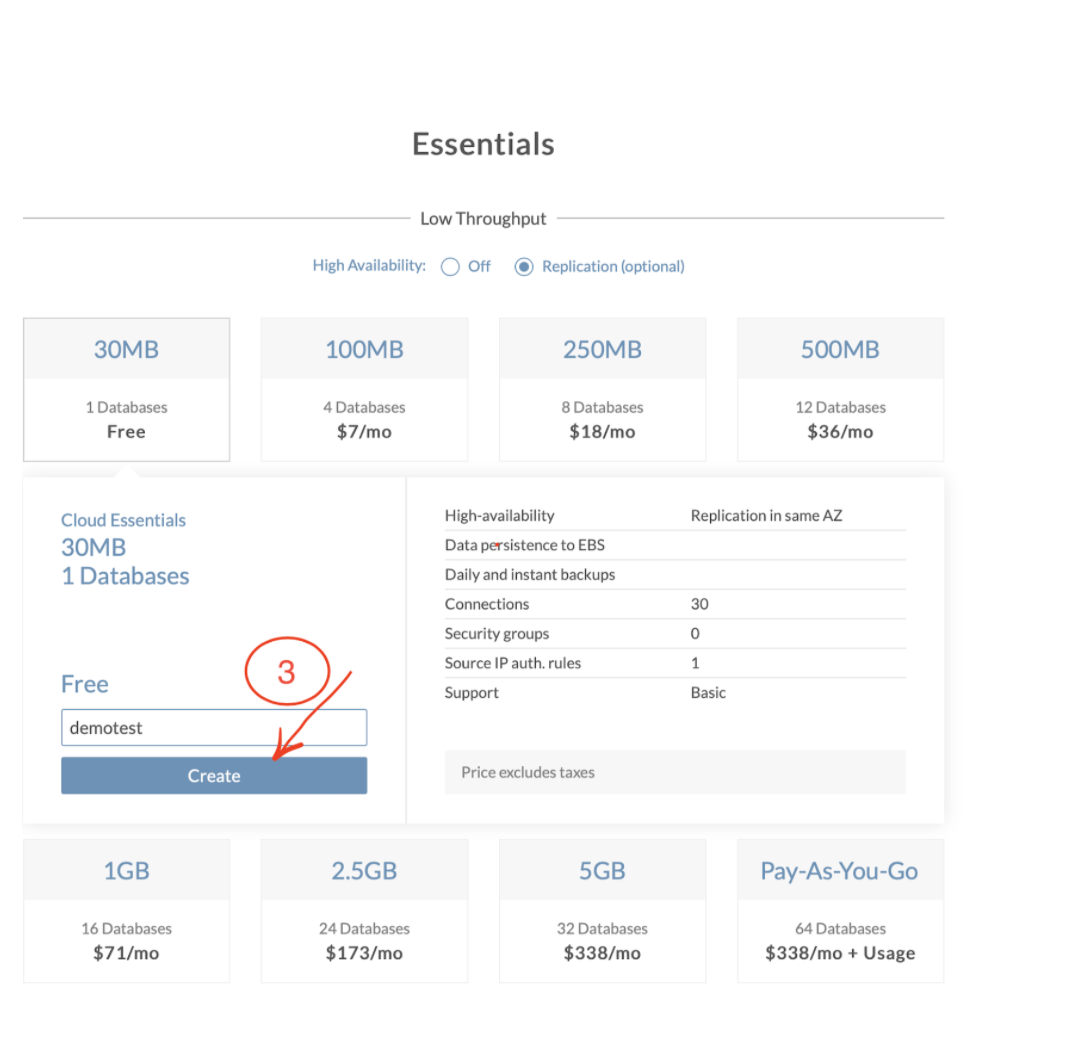 Essentials
Low Throughput
High Availability: Off Replication (optional)
30MB 100MB 250MB 500MB
1 Databases 4 Databases 8 Databases 12 Databases
Free $7/mo $18/mo $36/mo
Cloud Essentials
30MB
1 Databases
3
Free
demotest
Create
High-availability Replication in same AZ
Data persistence to EBS
Daily and instant backups
Connections 30
Security groups 0
Source IP auth. rules 1
Support Basic
Price excludes taxes
1GB 2.5GB 5GB Pay-As-You-Go
16 Databases 24 Databases 32 Databases 64 Databases
$71/mo $173/mo $338/mo $338/mo + Usage